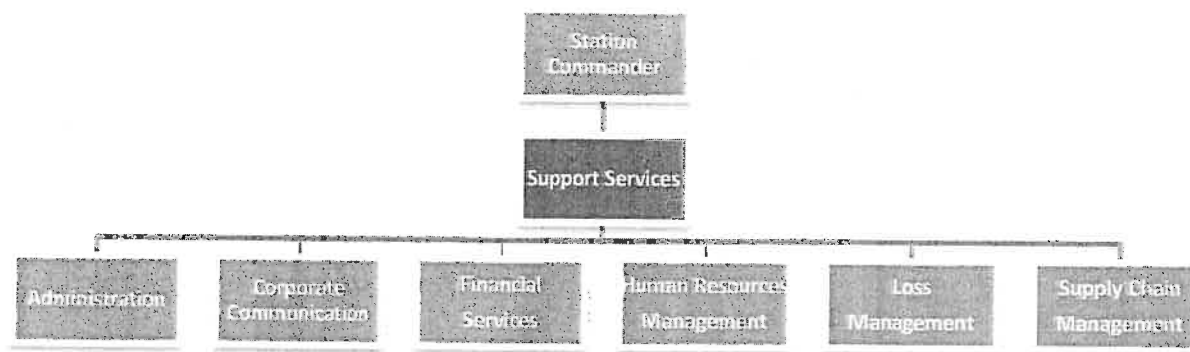 Station
Commander
Support Services
Administration
Corporate
Communication
Financial
Services
Human Resources
Management
Loss
Management
Supply Chain
Management